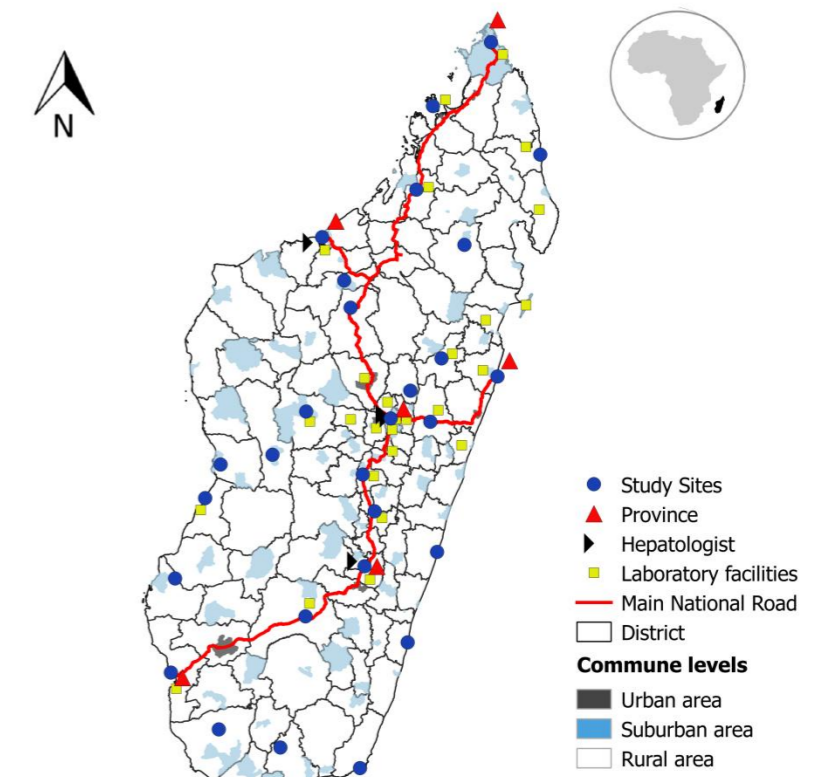 N
Study Sites
Province
Hepatologist
Laboratory facilities
Main National Road
District
Commune levels
Urban area
Suburban area
Rural area